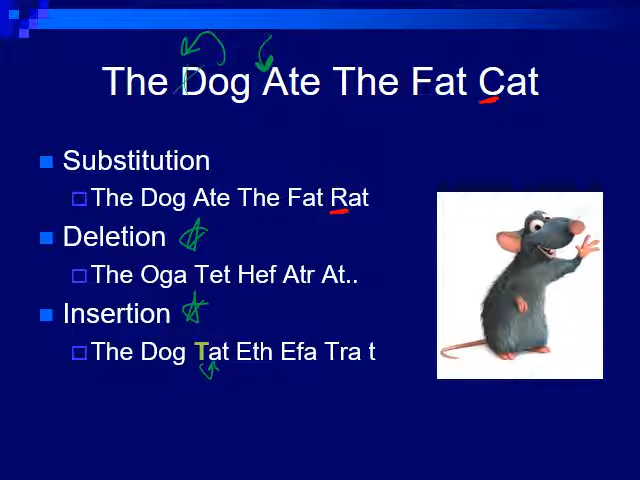 The Dog Ate The Fat Cat
Substitution
The Dog Ate The Fat Rat
Deletion
The Oga Tet Hef Atr At..
Insertion
The Dog Tat Eth Efa Tra t